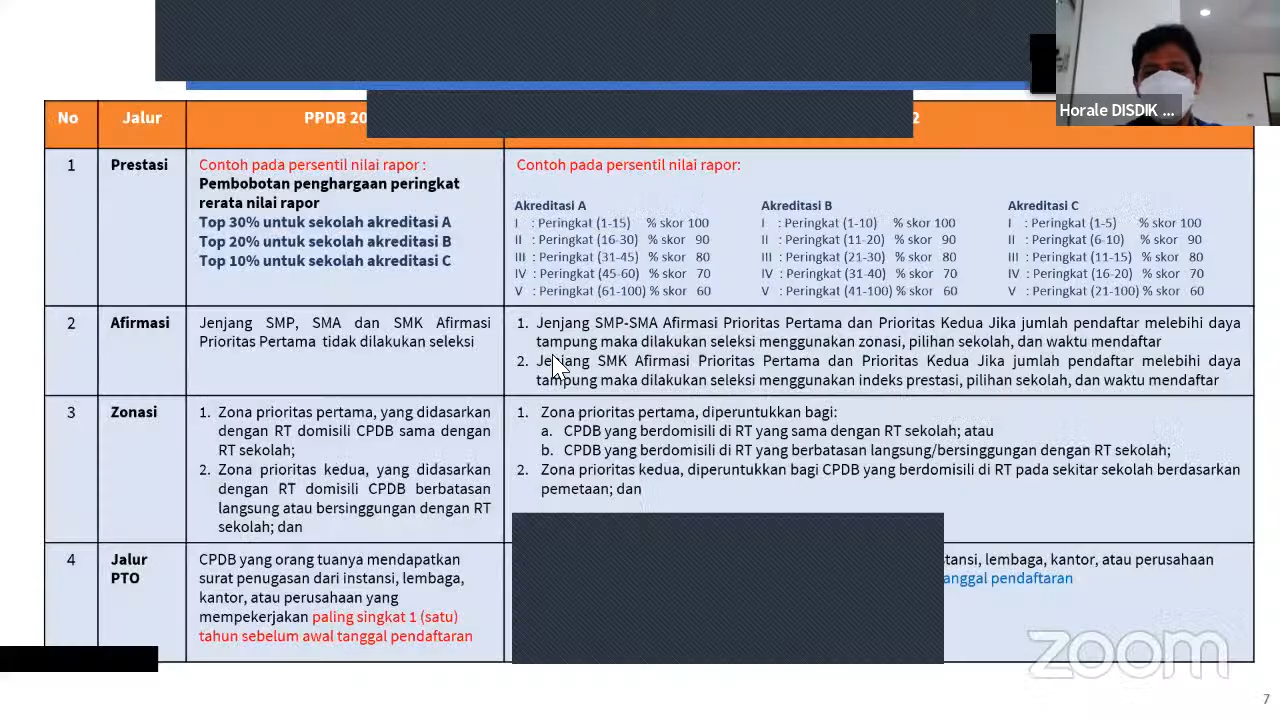 Horale DISDIK ...
No Jalur PPDB 20 2
1 Prestasi
Contoh pada persentil nilai rapor :
Pembobotan penghargaan peringkat
rerata nilai rapor
Top 30% untuk sekolah akreditasi A
Top 20% untuk sekolah akreditasi B
Top 10% untuk sekolah akreditasi C
Contoh pada persentil nilai rapor:
Akreditasi A
I : Peringkat (1-15) % skor 100
II : Peringkat (16-30) % skor 90
III : Peringkat (31-45) % skor 80
IV : Peringkat (45-60) % skor 70
V : Peringkat (61-100) % skor 60
Akreditasi B
I : Peringkat (1-10) % skor 100
II : Peringkat (11-20) % skor 90
III : Peringkat (21-30) % skor 80
IV : Peringkat (31-40) % skor 70
V : Peringkat (41-100) % skor 60
Akreditasi C
I : Peringkat (1-5) % skor 100
II : Peringkat (6-10) % skor 90
III : Peringkat (11-15) % skor 80
IV : Peringkat (16-20) % skor 70
V : Peringkat (21-100) % skor 60
2 Afirmasi
Jenjang SMP, SMA dan SMK Afirmasi
Prioritas Pertama tidak dilakukan seleksi
1. Jenjang SMP-SMA Afirmasi Prioritas Pertama dan Prioritas Kedua Jika jumlah pendaftar melebihi daya
tampung maka dilakukan seleksi menggunakan zonasi, pilihan sekolah, dan waktu mendaftar
2. Jenjang SMK Afirmasi Prioritas Pertama dan Prioritas Kedua Jika jumlah pendaftar melebihi daya
tampung maka dilakukan seleksi menggunakan indeks prestasi, pilihan sekolah, dan waktu mendaftar
3 Zonasi
1. Zona prioritas pertama, yang didasarkan
dengan RT domisili CPDB sama dengan
RT sekolah;
2. Zona prioritas kedua, yang didasarkan
dengan RT domisili CPDB berbatasan
langsung atau bersinggungan dengan RT
sekolah; dan
1. Zona prioritas pertama, diperuntukkan bagi:
a. CPDB yang berdomisili di RT yang sama dengan RT sekolah; atau
b. CPDB yang berdomisili di RT yang berbatasan langsung/bersinggungan dengan RT sekolah;
2. Zona prioritas kedua, diperuntukkan bagi CPDB yang berdomisili di RT pada sekitar sekolah berdasarkan
pemetaan; dan
4 Jalur
PTO
CPDB yang orang tuanya mendapatkan
surat penugasan dari instansi, lembaga,
kantor, atau perusahaan yang
mempekerjakan paling singkat 1 (satu)
tahun sebelum awal tanggal pendaftaran
tansi, lembaga, kantor, atau perusahaan
anggal pendaftaran
zoom
7